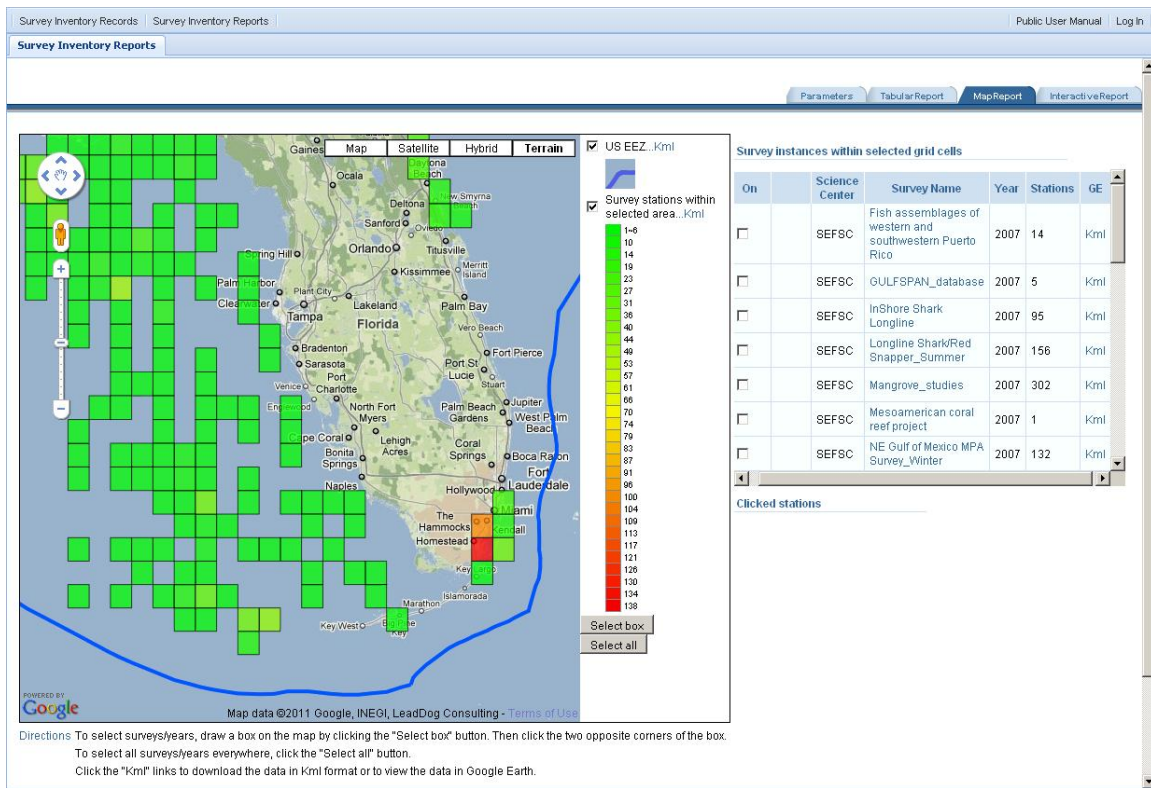 Survey Inventory Records Survey Inventory Reports Public User Manual Log In
Survey Inventory Reports
Parameters TabularReport MapReport InteractiveReport
Map Satellite Hybrid Terrain
Gaines
Daytona
Beach
Ocala
Deltona
New Smyrna
Beach
Sanford
Oviedo
Spring Hill
Orlando
Titusville
Kissimmee
Merritt
Island
Palm Harbor
Plant City
Clearwater
Lakeland
Palm Bay
Tampa
Florida
Vero Beach
Bradenton
Fort Pierce
Sarasota
Port St
Lucie
Port
Charlotte
Venice
Stuart
Englewood
North Fort
Myers
Palm Beach
Gardens
Jupiter
West Palm
Beach
Cape Coral
Lehigh
Acres
Coral
Springs
Boca Raton
Bonita
Springs
Fort
Lauderdale
Naples
Hollywood
Miami
The
Hammocks
Kendall
Homestead
Key Largo
Islamorada
Marathon
Key West
Big Pine
Key
POWERED BY
Google
Map data ©2011 Google, INEGI, LeadDog Consulting - Terms of Use
US EEZ...Kml
Survey stations within
selected area...Kml
1-6
10
14
19
23
27
31
36
40
44
49
53
57
61
66
70
74
79
83
87
91
96
100
104
109
113
117
121
126
130
134
138
Select box
Select all
Survey instances within selected grid cells
On Science Center Survey Name Year Stations GE
SEFSC Fish assemblages of western and southwestern Puerto Rico 2007 14 Kml
SEFSC GULFSPAN_database 2007 5 Kml
SEFSC InShore Shark Longline 2007 95 Kml
SEFSC Longline Shark/Red Snapper_Summer 2007 156 Kml
SEFSC Mangrove_studies 2007 302 Kml
SEFSC Mesoamerican coral reef project 2007 1 Kml
SEFSC NE Gulf of Mexico MPA Survey_Winter 2007 132 Kml
Clicked stations
Directions To select surveys/years, draw a box on the map by clicking the "Select box" button. Then click the two opposite corners of the box.
To select all surveys/years everywhere, click the "Select all" button.
Click the "Kml" links to download the data in Kml format or to view the data in Google Earth.